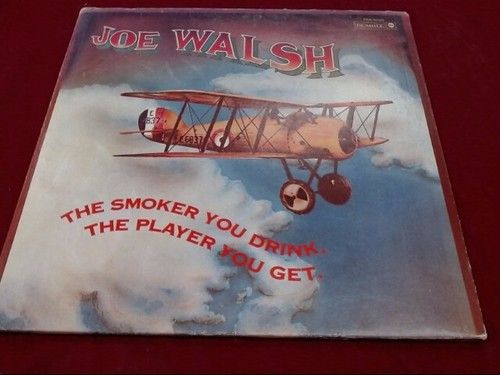 JOE WALSH
THE SMOKER YOU DRINK,
THE PLAYER YOU GET.